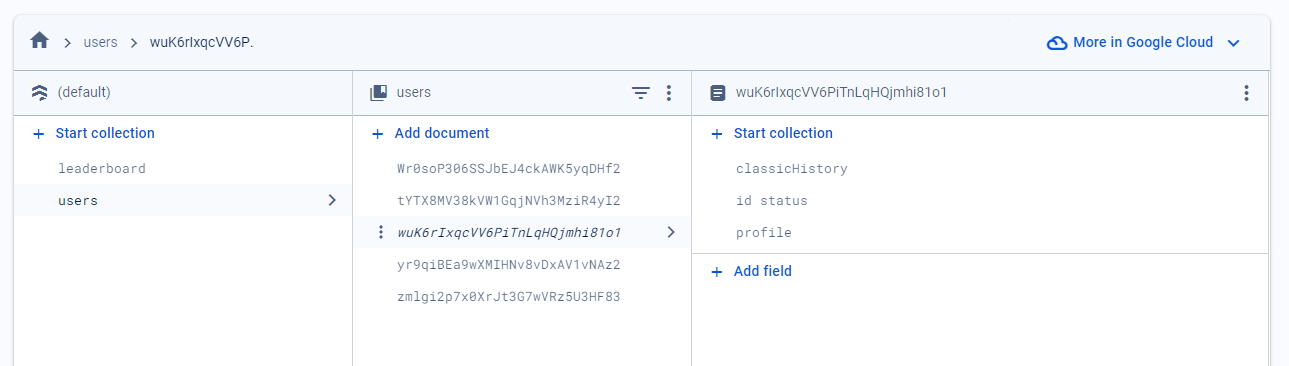 users wuK6rIxqcVV6P.
More in Google Cloud
(default)
users
wuK6rIxqcVV6PiTnLqHQjmhi81o1
+ Start collection
+ Add document
+ Start collection
leaderboard
users
Wr0soP306SSJbEJ4ckAWK5yqDHf2
tYTX8MV38kVW1GqjNVh3MziR4yI2
wuK6rIxqcVV6PiTnLqHQjmhi81o1
yr9qiBEa9wXMIHNv8vDxAV1vNAz2
zmlgi2p7x0XrJt3G7wVRz5U3HF83
classicHistory
id status
profile
+ Add field